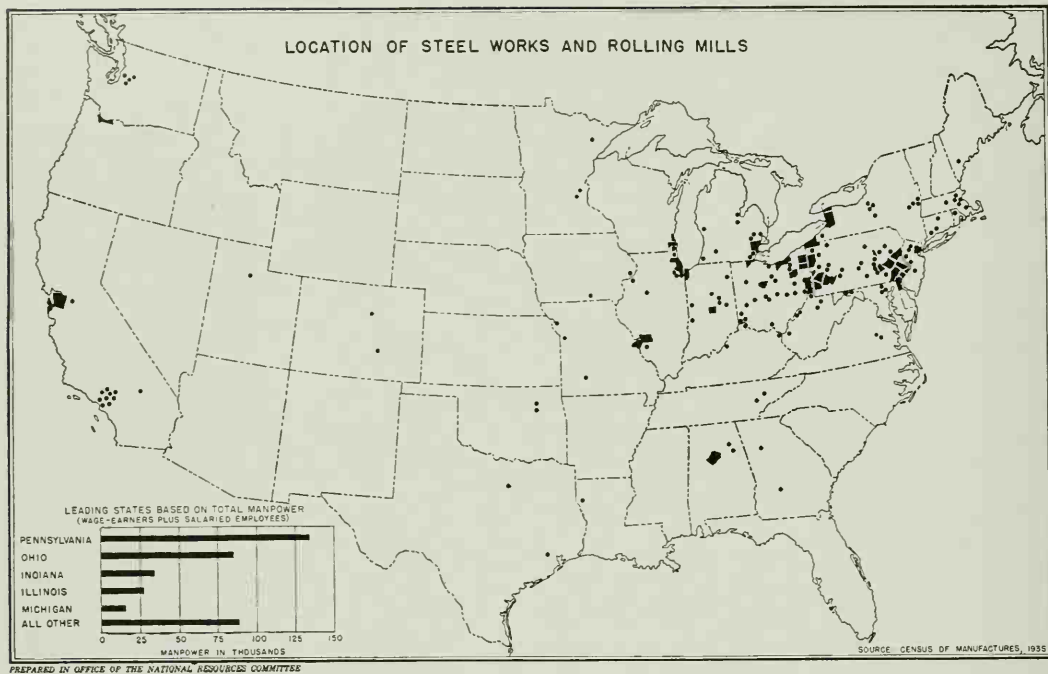 LOCATION OF STEEL WORKS AND ROLLING MILLS
LEADING STATES BASED ON TOTAL MANPOWER
(WAGE-EARNERS PLUS SALARIED EMPLOYEES)
PENNSYLVANIA
OHIO
INDIANA
ILLINOIS
MICHIGAN
ALL OTHER
0 25 50 75 100 125 150
MANPOWER IN THOUSANDS
SOURCE: CENSUS OF MANUFACTURES, 1935
PREPARED IN OFFICE OF THE NATIONAL RESOURCES COMMITTEE